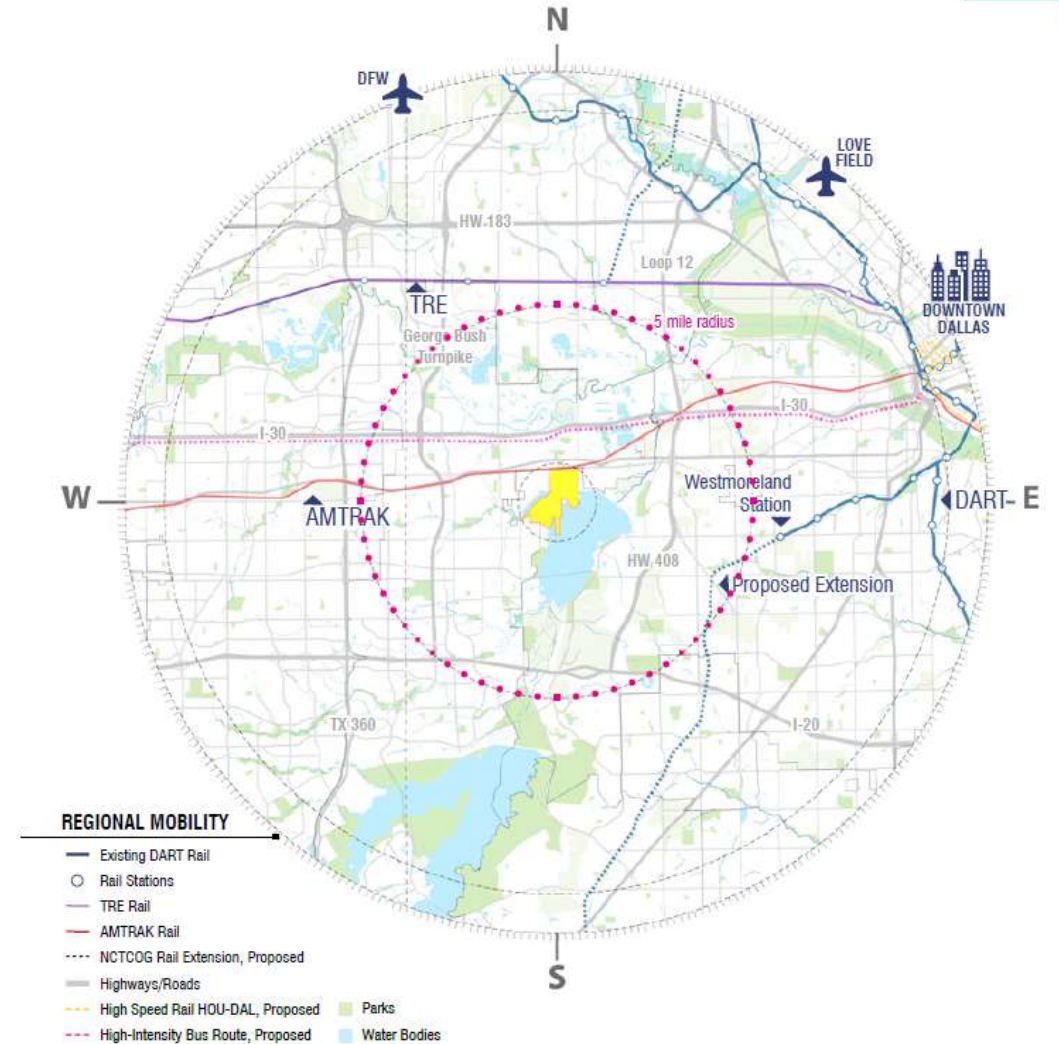 N
DFW
LOVE
FIELD
HW 183
Loop 12
DOWNTOWN
DALLAS
TRE
5 mile radius
George Bush
Turnpike
I-30
I-30
Westmoreland
Station
W
AMTRAK
DART
E
HW 408
Proposed Extension
TX 360
I-20
S
REGIONAL MOBILITY
Existing DART Rail
Rail Stations
TRE Rail
AMTRAK Rail
NCTCOG Rail Extension, Proposed
Highways/Roads
High Speed Rail HOU-DAL, Proposed
Parks
High-Intensity Bus Route, Proposed
Water Bodies